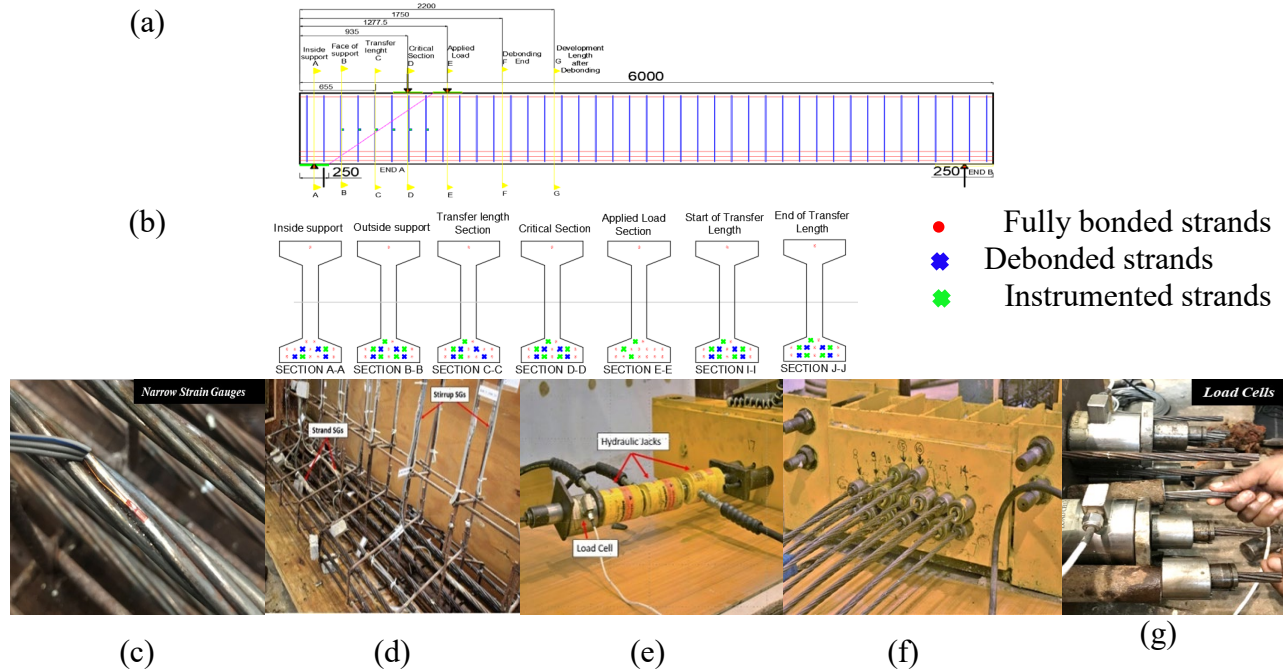 (a)
2200
1750
1277.5
935
Inside
support
A
Face of
support
B
Transfer
lenght
C
Critical
Section
D
Applied
Load
E
Debonding
End
F
Development
Length
after
Debonding
G
6000
655
250
END A
250
END B
A
B
C
D
E
F
G
(b)
Inside support
Outside support
Transfer length
Section
Critical Section
Applied Load
Section
Start of Transfer
Length
End of Transfer
Length
Fully bonded strands
Debonded strands
Instrumented strands
SECTION A-A
SECTION B-B
SECTION C-C
SECTION D-D
SECTION E-E
SECTION I-I
SECTION J-J
Narrow Strain Gauges
Stirrup SGs
Strand SGs
Hydraulic Jacks
Load Cell
17
Load Cells
(c)
(d)
(e)
(f)
(g)